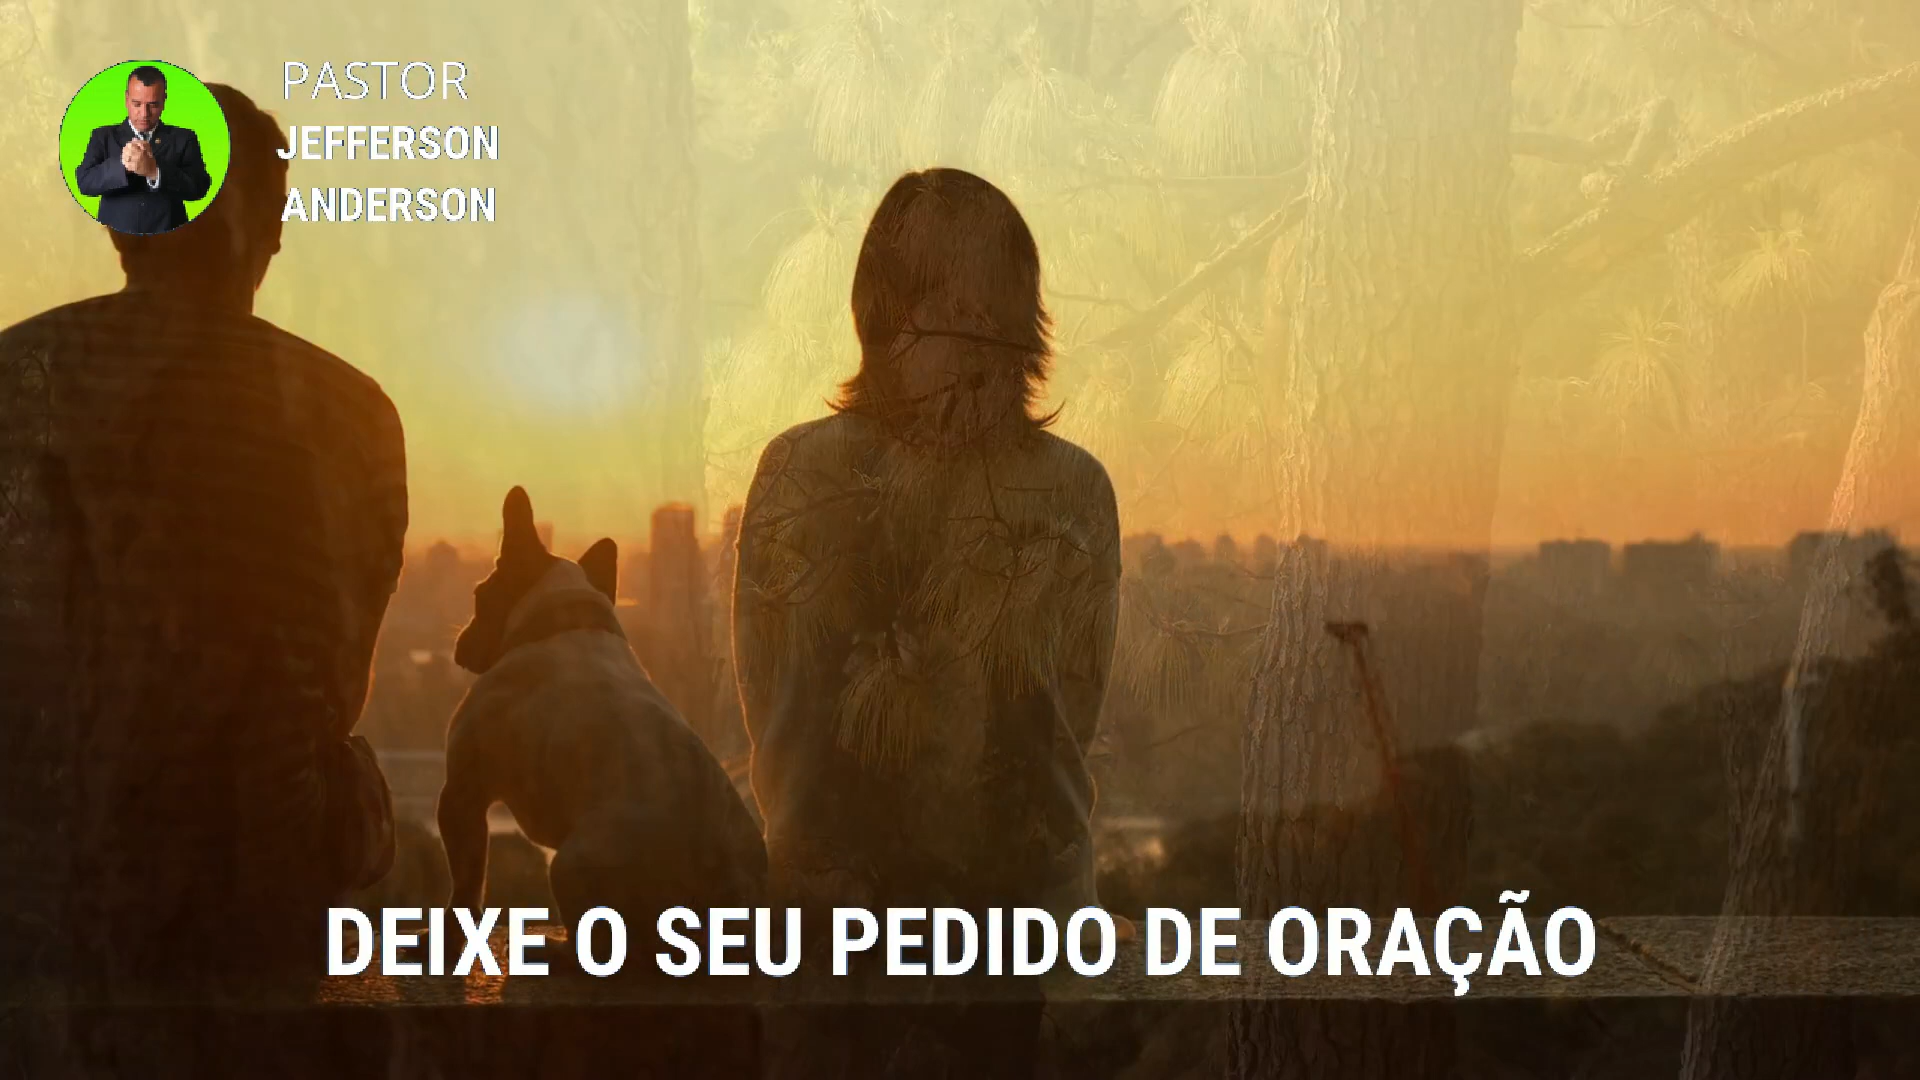 PASTOR
JEFFERSON
ANDERSON
DEIXE O SEU PEDIDO DE ORAÇÃO